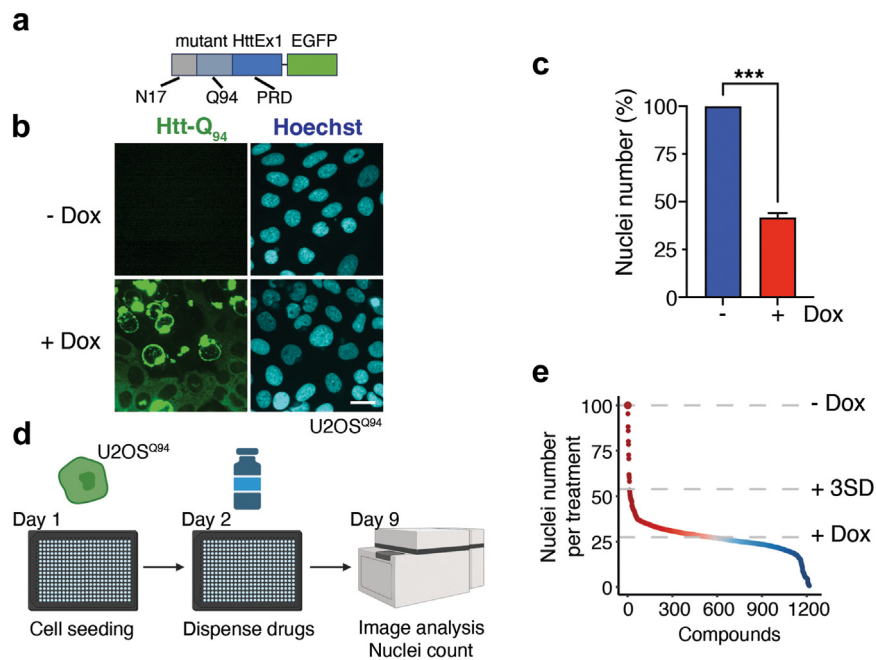 a
mutant HttEx1 EGFP
N17 Q94 PRD
b
Htt-Q94 Hoechst
- Dox
+ Dox
U2OSQ94
c
Nuclei number (%)
100
75
50
25
0
***
- + Dox
d
U2OSQ94
Day 1 Day 2 Day 9
Cell seeding Dispense drugs Image analysis
Nuclei count
e
Nuclei number
per treatment
100
75
50
25
0
- Dox
+ 3SD
+ Dox
0 300 600 900 1200
Compounds